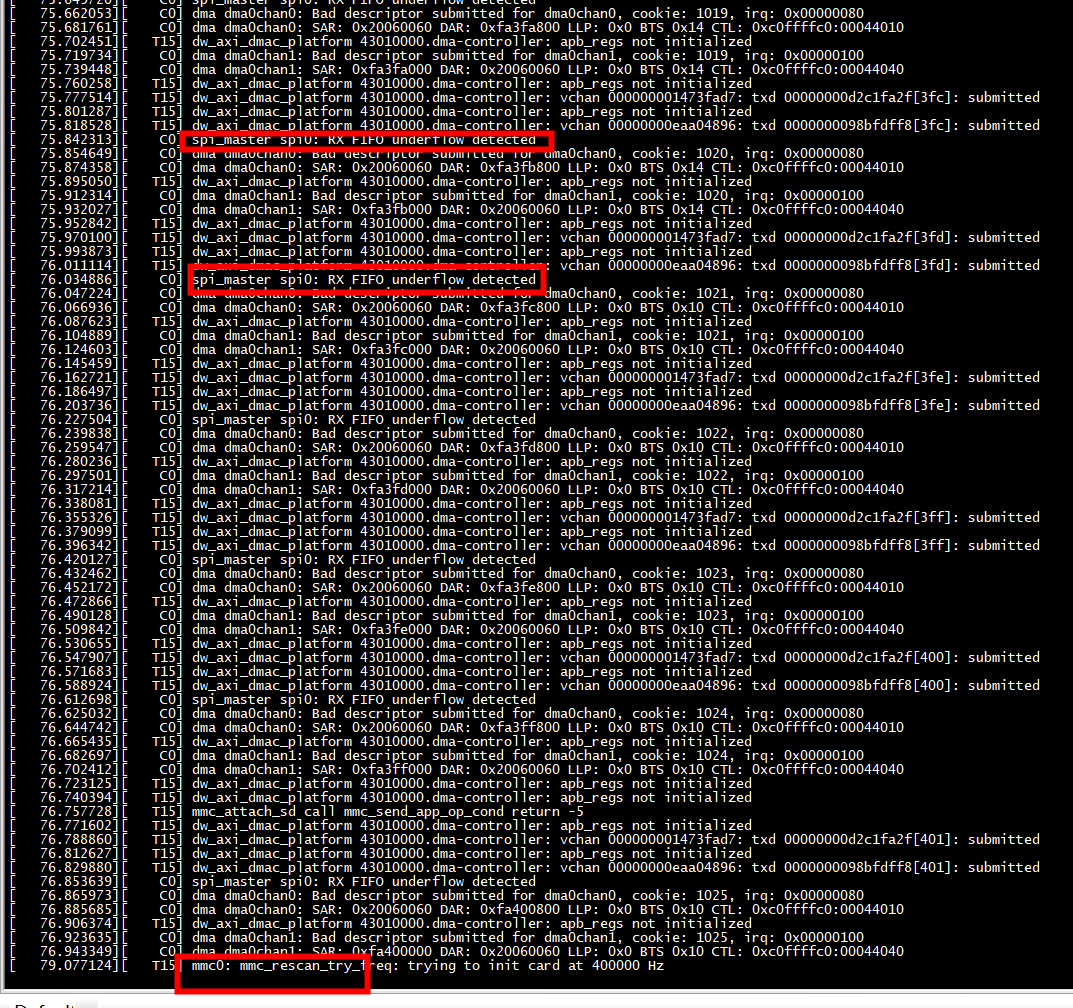 [ 75.645720][ C0] spi_master spi0: RX FIFO underflow detected
[ 75.662053][ C0] dma dma0chan0: Bad descriptor submitted for dma0chan0, cookie: 1019, irq: 0x00000080
[ 75.681761][ C0] dma dma0chan0: SAR: 0x20060060 DAR: 0xfa3fa800 LLP: 0x0 BTS 0x14 CTL: 0xc0ffffc0:00044010
[ 75.702451][ T15] dw_axi_dmac_platform 43010000.dma-controller: apb_regs not initialized
[ 75.719734][ C0] dma dma0chan1: Bad descriptor submitted for dma0chan1, cookie: 1019, irq: 0x00000100
[ 75.739448][ C0] dma dma0chan1: SAR: 0xfa3fa000 DAR: 0x20060060 LLP: 0x0 BTS 0x14 CTL: 0xc0ffffc0:00044040
[ 75.760258][ T15] dw_axi_dmac_platform 43010000.dma-controller: apb_regs not initialized
[ 75.777514][ T15] dw_axi_dmac_platform 43010000.dma-controller: vchan 000000001473fad7: txd 00000000d2c1fa2f[3fc]: submitted
[ 75.801287][ T15] dw_axi_dmac_platform 43010000.dma-controller: apb_regs not initialized
[ 75.818528][ T15] dw_axi_dmac_platform 43010000.dma-controller: vchan 00000000eaa04896: txd 0000000098bfdff8[3fc]: submitted
[ 75.842313][ C0] spi_master spi0: RX FIFO underflow detected
[ 75.854649][ C0] dma dma0chan0: Bad descriptor submitted for dma0chan0, cookie: 1020, irq: 0x00000080
[ 75.874358][ C0] dma dma0chan0: SAR: 0x20060060 DAR: 0xfa3fb800 LLP: 0x0 BTS 0x14 CTL: 0xc0ffffc0:00044010
[ 75.895050][ T15] dw_axi_dmac_platform 43010000.dma-controller: apb_regs not initialized
[ 75.912314][ C0] dma dma0chan1: Bad descriptor submitted for dma0chan1, cookie: 1020, irq: 0x00000100
[ 75.932027][ C0] dma dma0chan1: SAR: 0xfa3fb000 DAR: 0x20060060 LLP: 0x0 BTS 0x14 CTL: 0xc0ffffc0:00044040
[ 75.952842][ T15] dw_axi_dmac_platform 43010000.dma-controller: apb_regs not initialized
[ 75.970100][ T15] dw_axi_dmac_platform 43010000.dma-controller: vchan 000000001473fad7: txd 00000000d2c1fa2f[3fd]: submitted
[ 75.993873][ T15] dw_axi_dmac_platform 43010000.dma-controller: apb_regs not initialized
[ 76.011114][ T15] dw_axi_dmac_platform 43010000.dma-controller: vchan 00000000eaa04896: txd 0000000098bfdff8[3fd]: submitted
[ 76.034886][ C0] spi_master spi0: RX FIFO underflow detected
[ 76.047224][ C0] dma dma0chan0: Bad descriptor submitted for dma0chan0, cookie: 1021, irq: 0x00000080
[ 76.066936][ C0] dma dma0chan0: SAR: 0x20060060 DAR: 0xfa3fc800 LLP: 0x0 BTS 0x10 CTL: 0xc0ffffc0:00044010
[ 76.087623][ T15] dw_axi_dmac_platform 43010000.dma-controller: apb_regs not initialized
[ 76.104889][ C0] dma dma0chan1: Bad descriptor submitted for dma0chan1, cookie: 1021, irq: 0x00000100
[ 76.124603][ C0] dma dma0chan1: SAR: 0xfa3fc000 DAR: 0x20060060 LLP: 0x0 BTS 0x10 CTL: 0xc0ffffc0:00044040
[ 76.145459][ T15] dw_axi_dmac_platform 43010000.dma-controller: apb_regs not initialized
[ 76.162721][ T15] dw_axi_dmac_platform 43010000.dma-controller: vchan 000000001473fad7: txd 00000000d2c1fa2f[3fe]: submitted
[ 76.186497][ T15] dw_axi_dmac_platform 43010000.dma-controller: apb_regs not initialized
[ 76.203736][ T15] dw_axi_dmac_platform 43010000.dma-controller: vchan 00000000eaa04896: txd 0000000098bfdff8[3fe]: submitted
[ 76.227504][ C0] spi_master spi0: RX FIFO underflow detected
[ 76.239838][ C0] dma dma0chan0: Bad descriptor submitted for dma0chan0, cookie: 1022, irq: 0x00000080
[ 76.259547][ C0] dma dma0chan0: SAR: 0x20060060 DAR: 0xfa3fd800 LLP: 0x0 BTS 0x10 CTL: 0xc0ffffc0:00044010
[ 76.280236][ T15] dw_axi_dmac_platform 43010000.dma-controller: apb_regs not initialized
[ 76.297501][ C0] dma dma0chan1: Bad descriptor submitted for dma0chan1, cookie: 1022, irq: 0x00000100
[ 76.317214][ C0] dma dma0chan1: SAR: 0xfa3fd000 DAR: 0x20060060 LLP: 0x0 BTS 0x10 CTL: 0xc0ffffc0:00044040
[ 76.338081][ T15] dw_axi_dmac_platform 43010000.dma-controller: apb_regs not initialized
[ 76.355326][ T15] dw_axi_dmac_platform 43010000.dma-controller: vchan 000000001473fad7: txd 00000000d2c1fa2f[3ff]: submitted
[ 76.379099][ T15] dw_axi_dmac_platform 43010000.dma-controller: apb_regs not initialized
[ 76.396342][ T15] dw_axi_dmac_platform 43010000.dma-controller: vchan 00000000eaa04896: txd 0000000098bfdff8[3ff]: submitted
[ 76.420127][ C0] spi_master spi0: RX FIFO underflow detected
[ 76.432462][ C0] dma dma0chan0: Bad descriptor submitted for dma0chan0, cookie: 1023, irq: 0x00000080
[ 76.452172][ C0] dma dma0chan0: SAR: 0x20060060 DAR: 0xfa3fe800 LLP: 0x0 BTS 0x10 CTL: 0xc0ffffc0:00044010
[ 76.472866][ T15] dw_axi_dmac_platform 43010000.dma-controller: apb_regs not initialized
[ 76.490128][ C0] dma dma0chan1: Bad descriptor submitted for dma0chan1, cookie: 1023, irq: 0x00000100
[ 76.509842][ C0] dma dma0chan1: SAR: 0xfa3fe000 DAR: 0x20060060 LLP: 0x0 BTS 0x10 CTL: 0xc0ffffc0:00044040
[ 76.530655][ T15] dw_axi_dmac_platform 43010000.dma-controller: apb_regs not initialized
[ 76.547907][ T15] dw_axi_dmac_platform 43010000.dma-controller: vchan 000000001473fad7: txd 00000000d2c1fa2f[400]: submitted
[ 76.571683][ T15] dw_axi_dmac_platform 43010000.dma-controller: apb_regs not initialized
[ 76.588924][ T15] dw_axi_dmac_platform 43010000.dma-controller: vchan 00000000eaa04896: txd 0000000098bfdff8[400]: submitted
[ 76.612698][ C0] spi_master spi0: RX FIFO underflow detected
[ 76.625032][ C0] dma dma0chan0: Bad descriptor submitted for dma0chan0, cookie: 1024, irq: 0x00000080
[ 76.644742][ C0] dma dma0chan0: SAR: 0x20060060 DAR: 0xfa3ff800 LLP: 0x0 BTS 0x10 CTL: 0xc0ffffc0:00044010
[ 76.665435][ T15] dw_axi_dmac_platform 43010000.dma-controller: apb_regs not initialized
[ 76.682697][ C0] dma dma0chan1: Bad descriptor submitted for dma0chan1, cookie: 1024, irq: 0x00000100
[ 76.702412][ C0] dma dma0chan1: SAR: 0xfa3ff000 DAR: 0x20060060 LLP: 0x0 BTS 0x10 CTL: 0xc0ffffc0:00044040
[ 76.723125][ T15] dw_axi_dmac_platform 43010000.dma-controller: apb_regs not initialized
[ 76.740394][ T15] dw_axi_dmac_platform 43010000.dma-controller: apb_regs not initialized
[ 76.757728][ T15] mmc_attach_sd call mmc_send_app_op_cond return -5
[ 76.771602][ T15] dw_axi_dmac_platform 43010000.dma-controller: apb_regs not initialized
[ 76.788860][ T15] dw_axi_dmac_platform 43010000.dma-controller: vchan 000000001473fad7: txd 00000000d2c1fa2f[401]: submitted
[ 76.812627][ T15] dw_axi_dmac_platform 43010000.dma-controller: apb_regs not initialized
[ 76.829880][ T15] dw_axi_dmac_platform 43010000.dma-controller: vchan 00000000eaa04896: txd 0000000098bfdff8[401]: submitted
[ 76.853639][ C0] spi_master spi0: RX FIFO underflow detected
[ 76.865973][ C0] dma dma0chan0: Bad descriptor submitted for dma0chan0, cookie: 1025, irq: 0x00000080
[ 76.885685][ C0] dma dma0chan0: SAR: 0x20060060 DAR: 0xfa400800 LLP: 0x0 BTS 0x10 CTL: 0xc0ffffc0:00044010
[ 76.906374][ T15] dw_axi_dmac_platform 43010000.dma-controller: apb_regs not initialized
[ 76.923635][ C0] dma dma0chan1: Bad descriptor submitted for dma0chan1, cookie: 1025, irq: 0x00000100
[ 76.943349][ C0] dma dma0chan1: SAR: 0xfa400000 DAR: 0x20060060 LLP: 0x0 BTS 0x10 CTL: 0xc0ffffc0:00044040
[ 79.077124][ T15] mmc0: mmc_rescan_try_freq: trying to init card at 400000 Hz